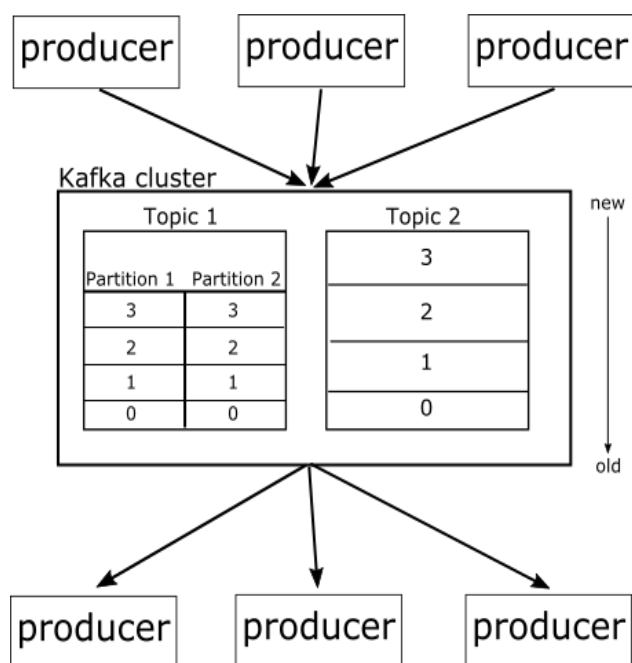 producer producer producer
Kafka cluster
Topic 1 Topic 2
new
Partition 1 Partition 2
3 3
2 2
1 1
0 0
3
2
1
0
old
producer producer producer